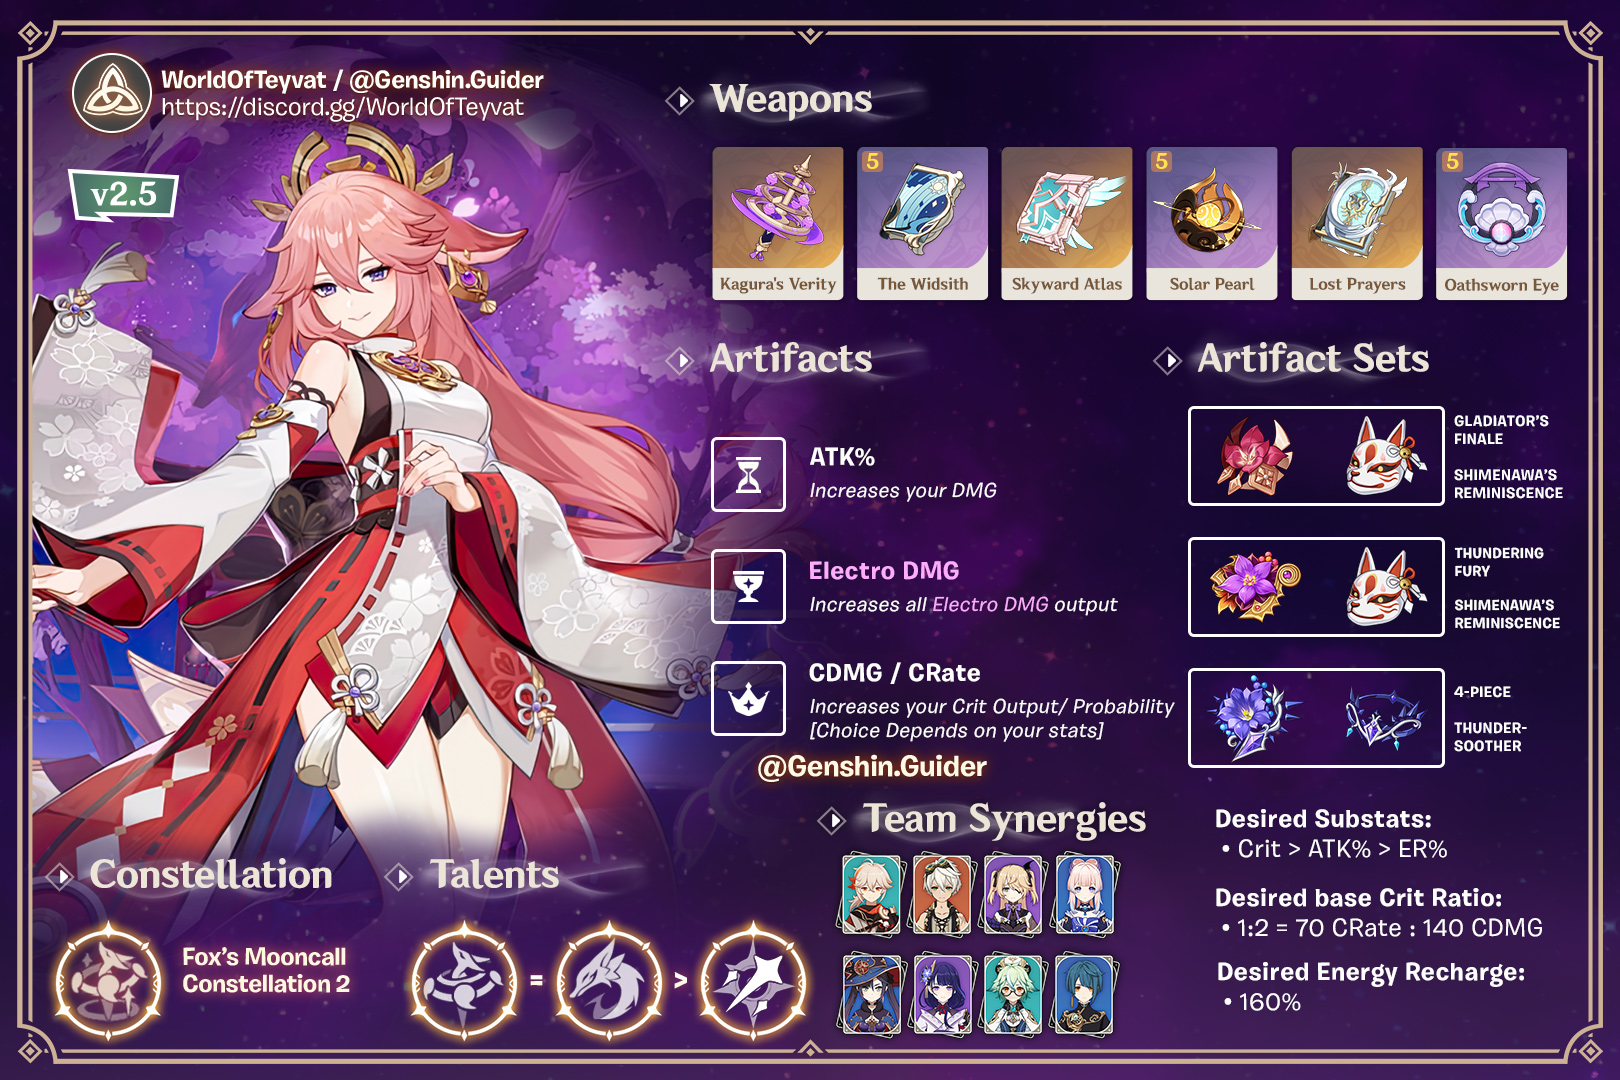 WorldOfTeyvat / @Genshin.Guider
https://discord.gg/WorldOfTeyvat
v2.5
Weapons
5
5
5
Kagura's Verity
The Widsith
Skyward Atlas
Solar Pearl
Lost Prayers
Oathsworn Eye
Artifacts
ATK%
Increases your DMG
Electro DMG
Increases all Electro DMG output
CDMG / CRate
Increases your Crit Output/ Probability
[Choice Depends on your stats]
@Genshin.Guider
Artifact Sets
GLADIATOR'S
FINALE
SHIMENAWA'S
REMINISCENCE
THUNDERING
FURY
SHIMENAWA'S
REMINISCENCE
4-PIECE
THUNDER-
SOOTHER
Constellation
Fox's Mooncall
Constellation 2
Talents
=
>
Team Synergies
Desired Substats:
• Crit > ATK% > ER%
Desired base Crit Ratio:
• 1:2 = 70 CRate : 140 CDMG
Desired Energy Recharge:
• 160%